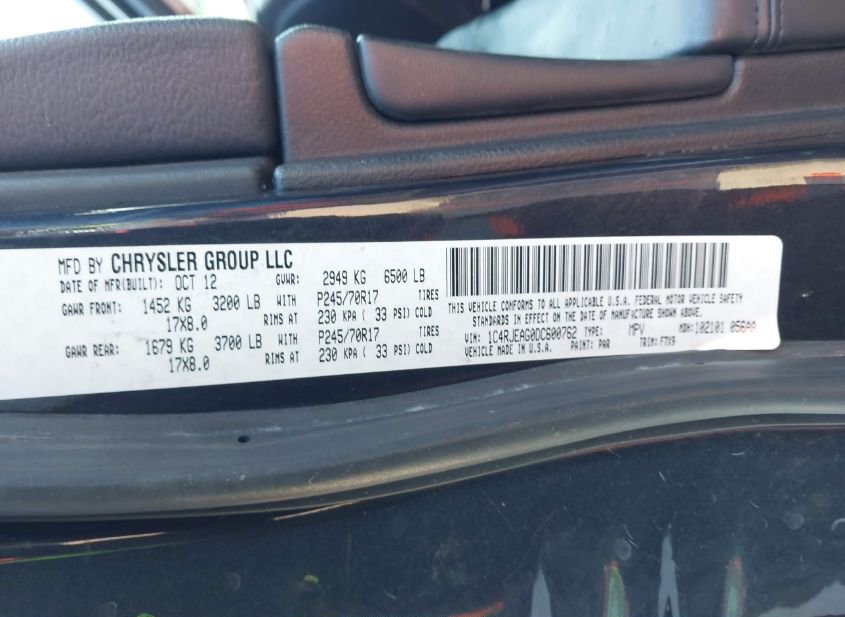 MFD BY CHRYSLER GROUP LLC
DATE OF MFR(BUILT): OCT 12 GVWR: 2949 KG 6500 LB
GAWR FRONT: 1452 KG 3200 LB WITH P245/70R17 TIRES
17X8.0 RIMS AT 230 KPA ( 33 PSI) COLD
GAWR REAR: 1679 KG 3700 LB WITH P245/70R17 TIRES
17X8.0 RIMS AT 230 KPA ( 33 PSI) COLD
THIS VEHICLE CONFORMS TO ALL APPLICABLE U.S.A. FEDERAL MOTOR VEHICLE SAFETY
STANDARDS IN EFFECT ON THE DATE OF MANUFACTURE SHOWN ABOVE.
VIN: 1C4RJEAG0DC600762 TYPE: MPV MDH: 102101 056AA
VEHICLE MADE IN U.S.A. PAINT: PAR TRIM: FTX9